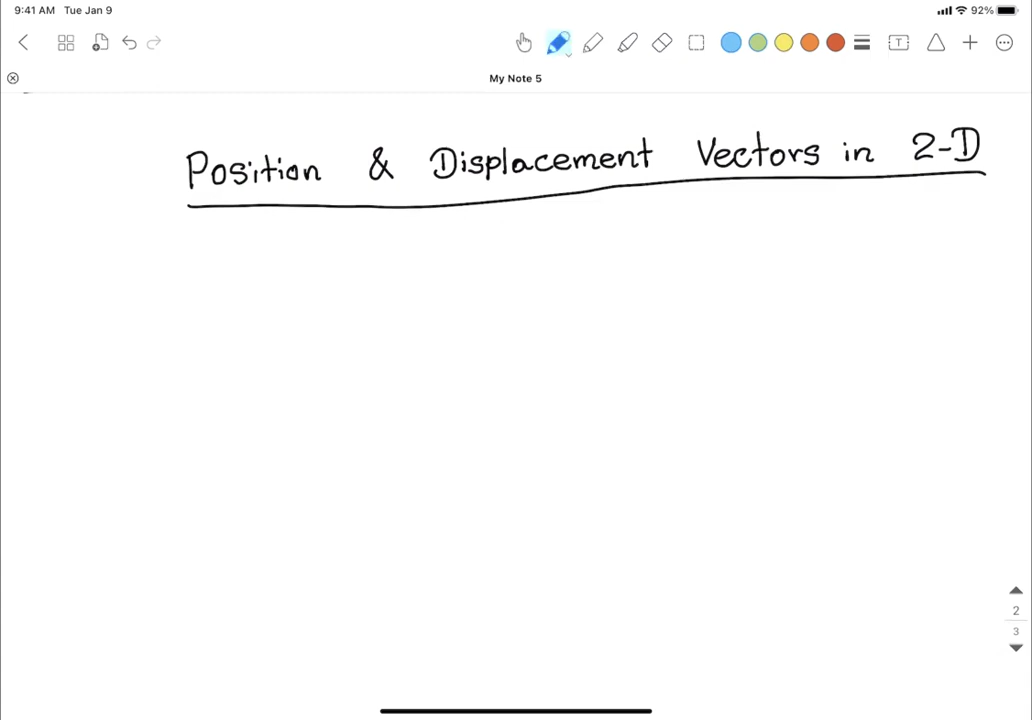 9:41 AM Tue Jan 9 92%
T
My Note 5
Position & Displacement Vectors in 2-D
2
3